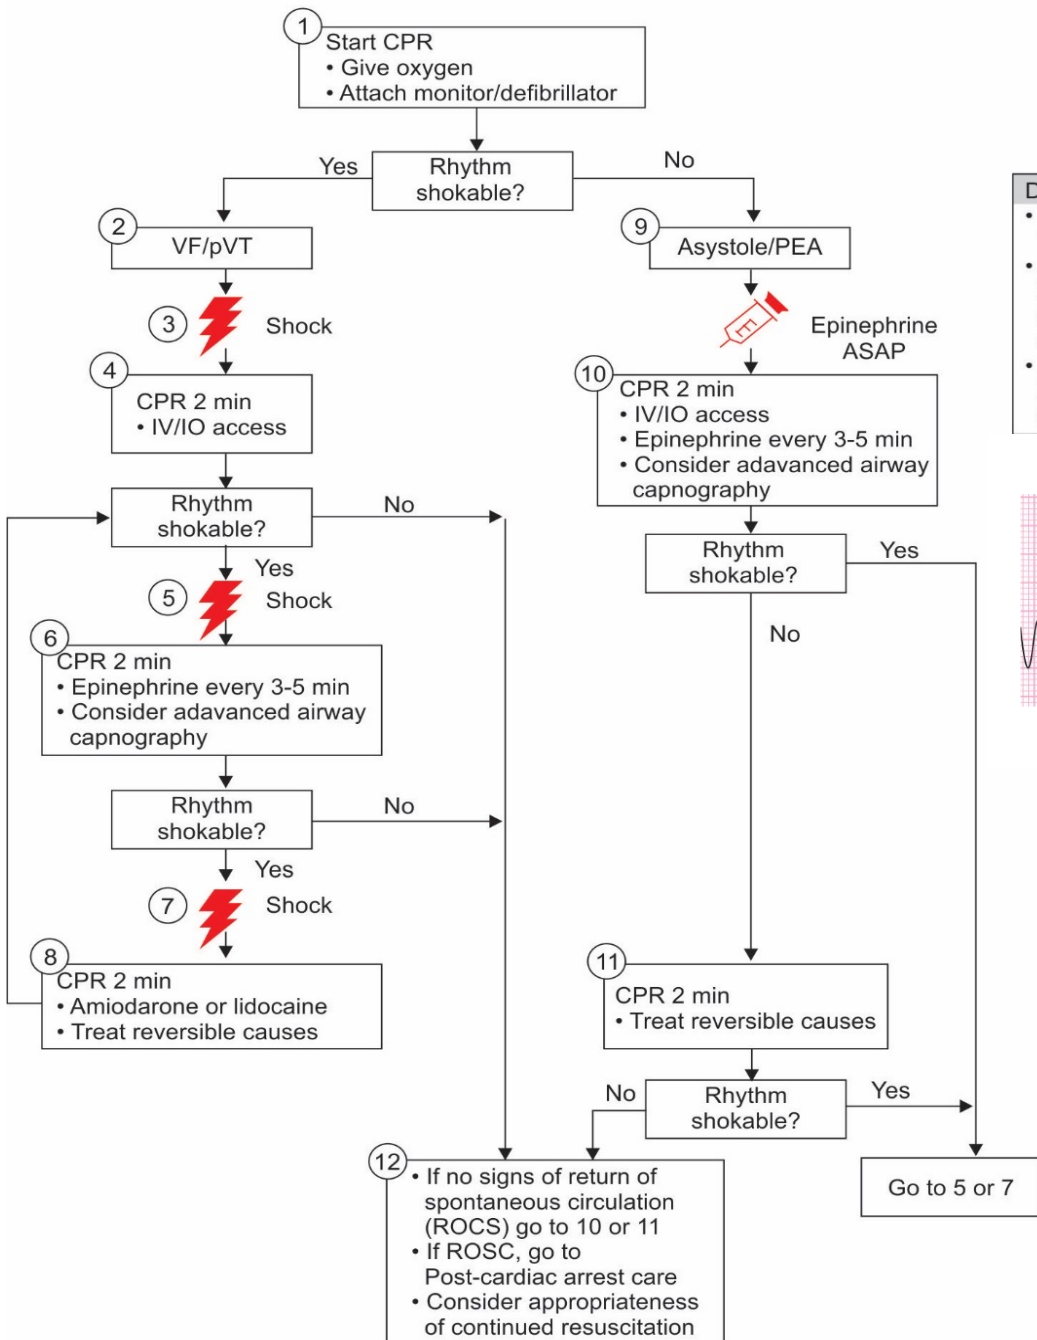 1
Start CPR
• Give oxygen
• Attach monitor/defibrillator
Rhythm
shokable?
Yes
No
2
VF/pVT
3
Shock
4
CPR 2 min
• IV/IO access
Rhythm
shokable?
No
Yes
5
Shock
6
CPR 2 min
• Epinephrine every 3-5 min
• Consider adavanced airway
capnography
Rhythm
shokable?
No
Yes
7
Shock
8
CPR 2 min
• Amiodarone or lidocaine
• Treat reversible causes
9
Asystole/PEA
E
Epinephrine
ASAP
10
CPR 2 min
• IV/IO access
• Epinephrine every 3-5 min
• Consider adavanced airway
capnography
Rhythm
shokable?
Yes
No
11
CPR 2 min
• Treat reversible causes
Rhythm
shokable?
No
Yes
12
• If no signs of return of
spontaneous circulation
(ROCS) go to 10 or 11
• If ROSC, go to
Post-cardiac arrest care
• Consider appropriateness
of continued resuscitation
Go to 5 or 7